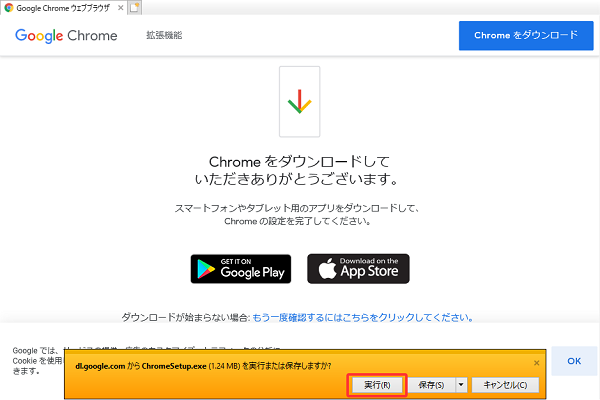 Google Chrome ウェブブラウザ
Google Chrome
拡張機能
Chrome をダウンロード
Chrome をダウンロードして
いただきありがとうございます。
スマートフォンやタブレット用のアプリをダウンロードして、
Chrome の設定を完了してください。
GET IT ON
Google Play
Download on the
App Store
ダウンロードが始まらない場合: もう一度確認するにはこちらをクリックしてください。
Google では、
Cookie を使用
きます。
OK
dl.google.com から ChromeSetup.exe (1.24 MB) を実行または保存しますか?
実行(R)
保存(S)
キャンセル(C)